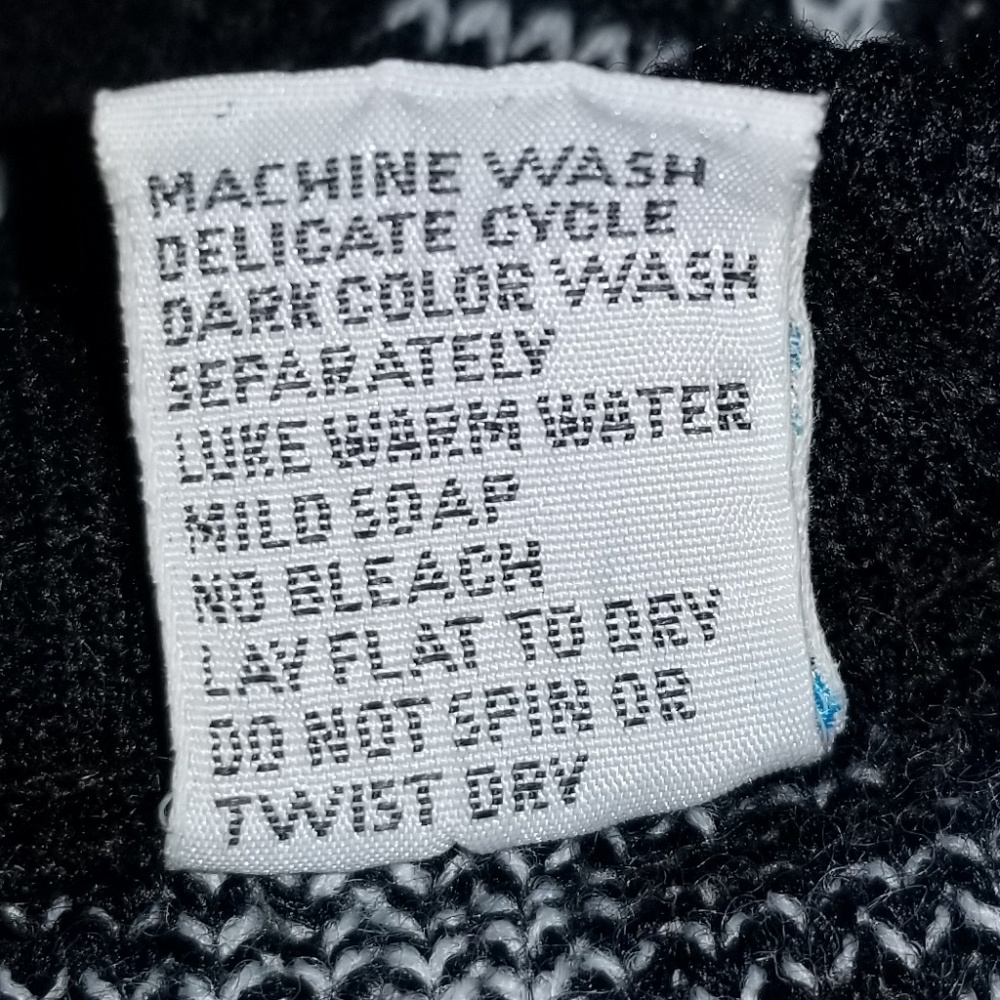 MACHINE WASH
DELICATE CYCLE
DARK COLOR WASH
SEPARATELY
LUKE WARM WATER
MILD SOAP
NO BLEACH
LAY FLAT TO DRY
DO NOT SPIN OR
TWIST DRY